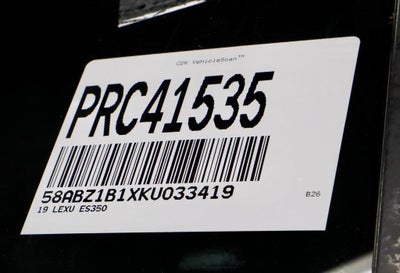 CDK VehicleScan™
PRC41535
58ABZ1B1XKU033419
19 LEXU ES350
B26